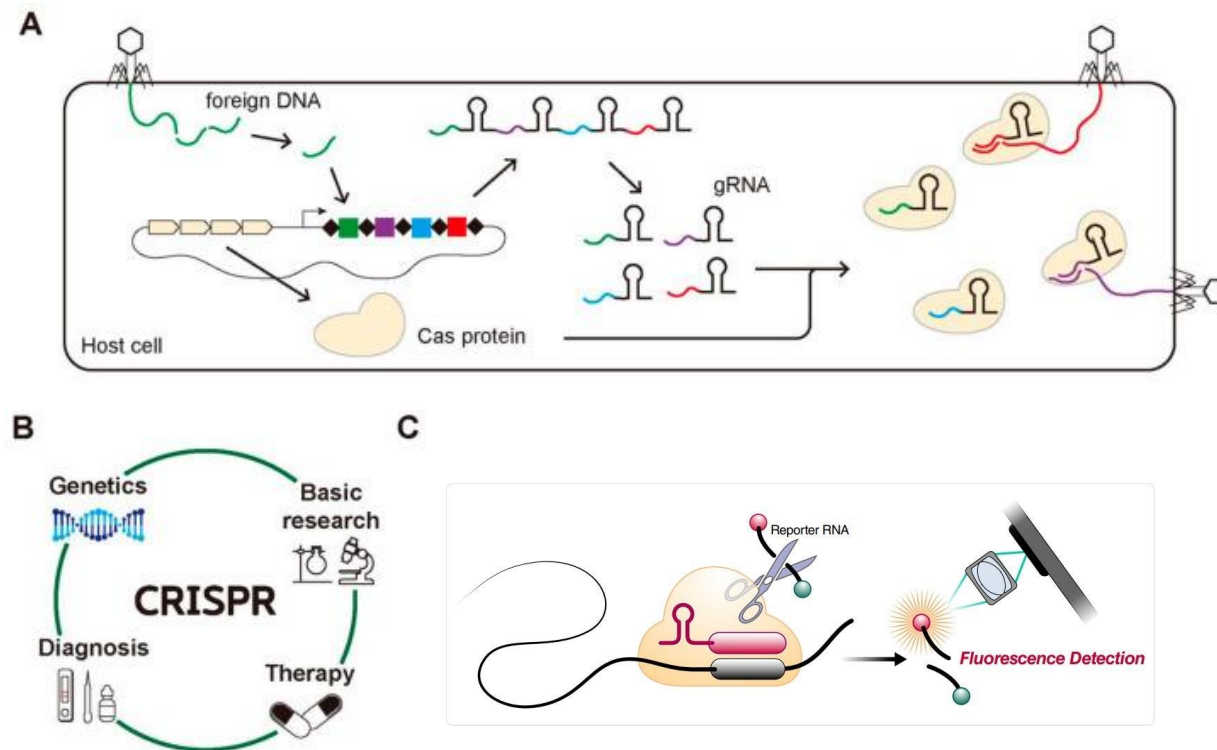 A
foreign DNA
gRNA
Cas protein
Host cell
B
Genetics
Basic
research
CRISPR
Diagnosis
Therapy
C
Reporter RNA
Fluorescence Detection